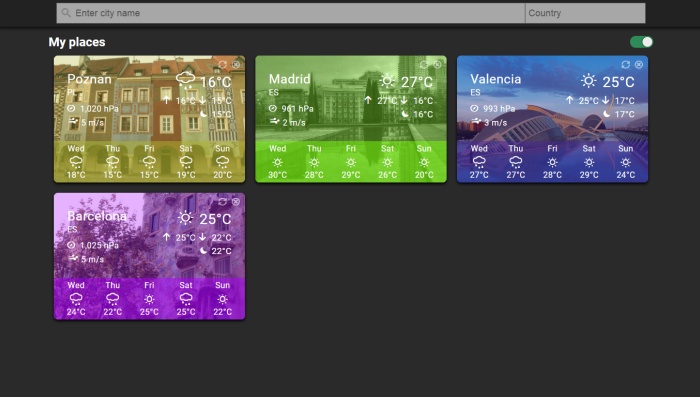 Enter city name
Country
My places
Poznan
PL
16°C
1,020 hPa
16°C 15°C
5 m/s
15°C
Wed Thu Fri Sat Sun
18°C 15°C 15°C 19°C 20°C
Madrid
ES
27°C
961 hPa
27°C 16°C
2 m/s
16°C
Wed Thu Fri Sat Sun
30°C 28°C 29°C 26°C 20°C
Valencia
ES
25°C
993 hPa
25°C 17°C
3 m/s
17°C
Wed Thu Fri Sat Sun
27°C 27°C 28°C 29°C 24°C
Barcelona
ES
25°C
1,025 hPa
25°C 22°C
5 m/s
22°C
Wed Thu Fri Sat Sun
24°C 22°C 25°C 25°C 22°C